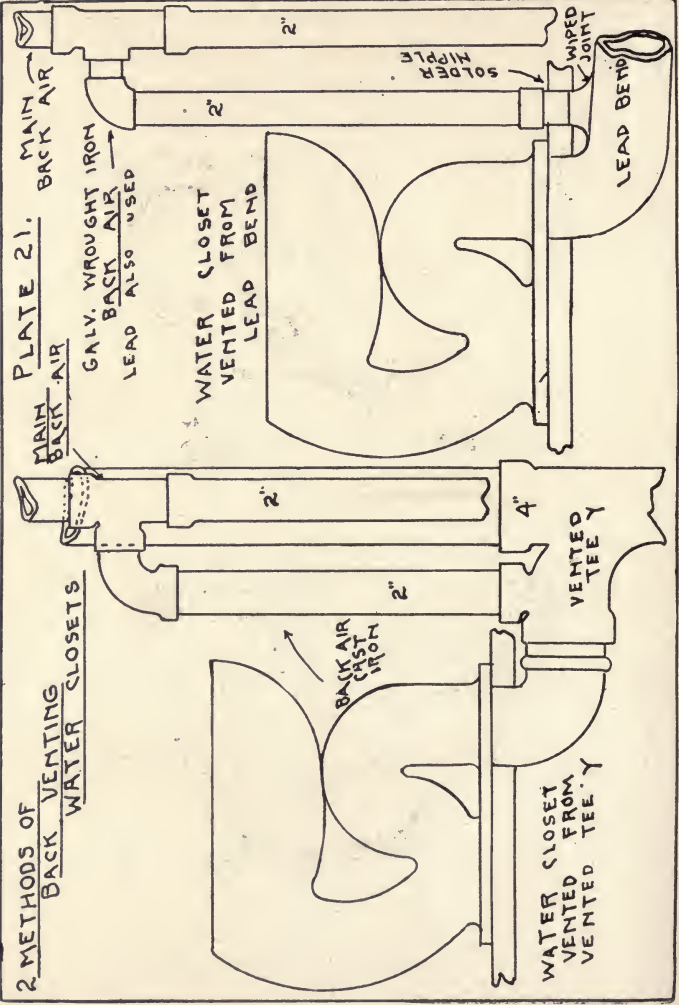 2 METHODS OF
BACK VENTING
WATER CLOSETS
PLATE 21.
MAIN
BACK AIR
MAIN
BACK AIR
GALV. WROUGHT IRON
BACK AIR
LEAD ALSO USED
2"
2"
WATER CLOSET
VENTED FROM
LEAD BEND
SOLDER
NIPPLE
WIPED
JOINT
LEAD BEND
2"
2"
4"
BACK AIR
CAST
IRON
VENTED
TEE Y
WATER CLOSET
VENTED FROM
VENTED TEE Y